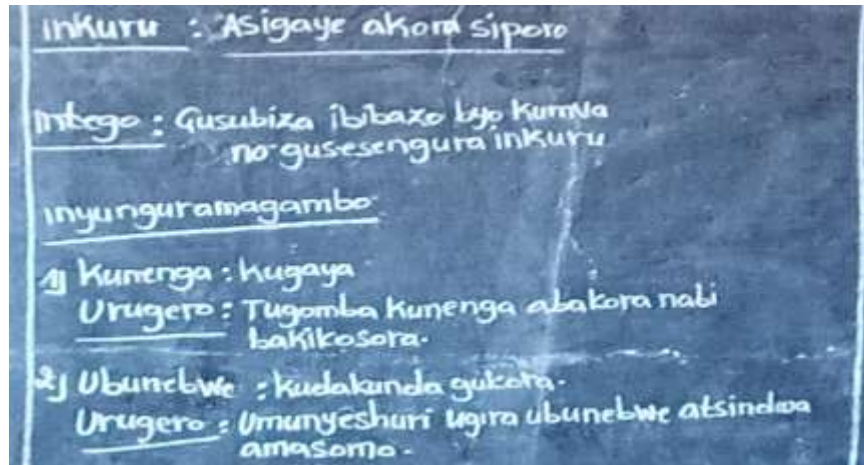 Inkuru : Asigaye akora siporo
Intego : Gusubiza ibibazo byo kumva
no gusesengura inkuru
inyunguramagambo
1) Kunenga : kugaya
Urugero : Tugomba kunenga abakora nabi
bakikosora.
2) Ubunebwe : kudakunda gukora.
Urugero : Umunyeshuri ugira ubunebwe atsindwa
amasomo.